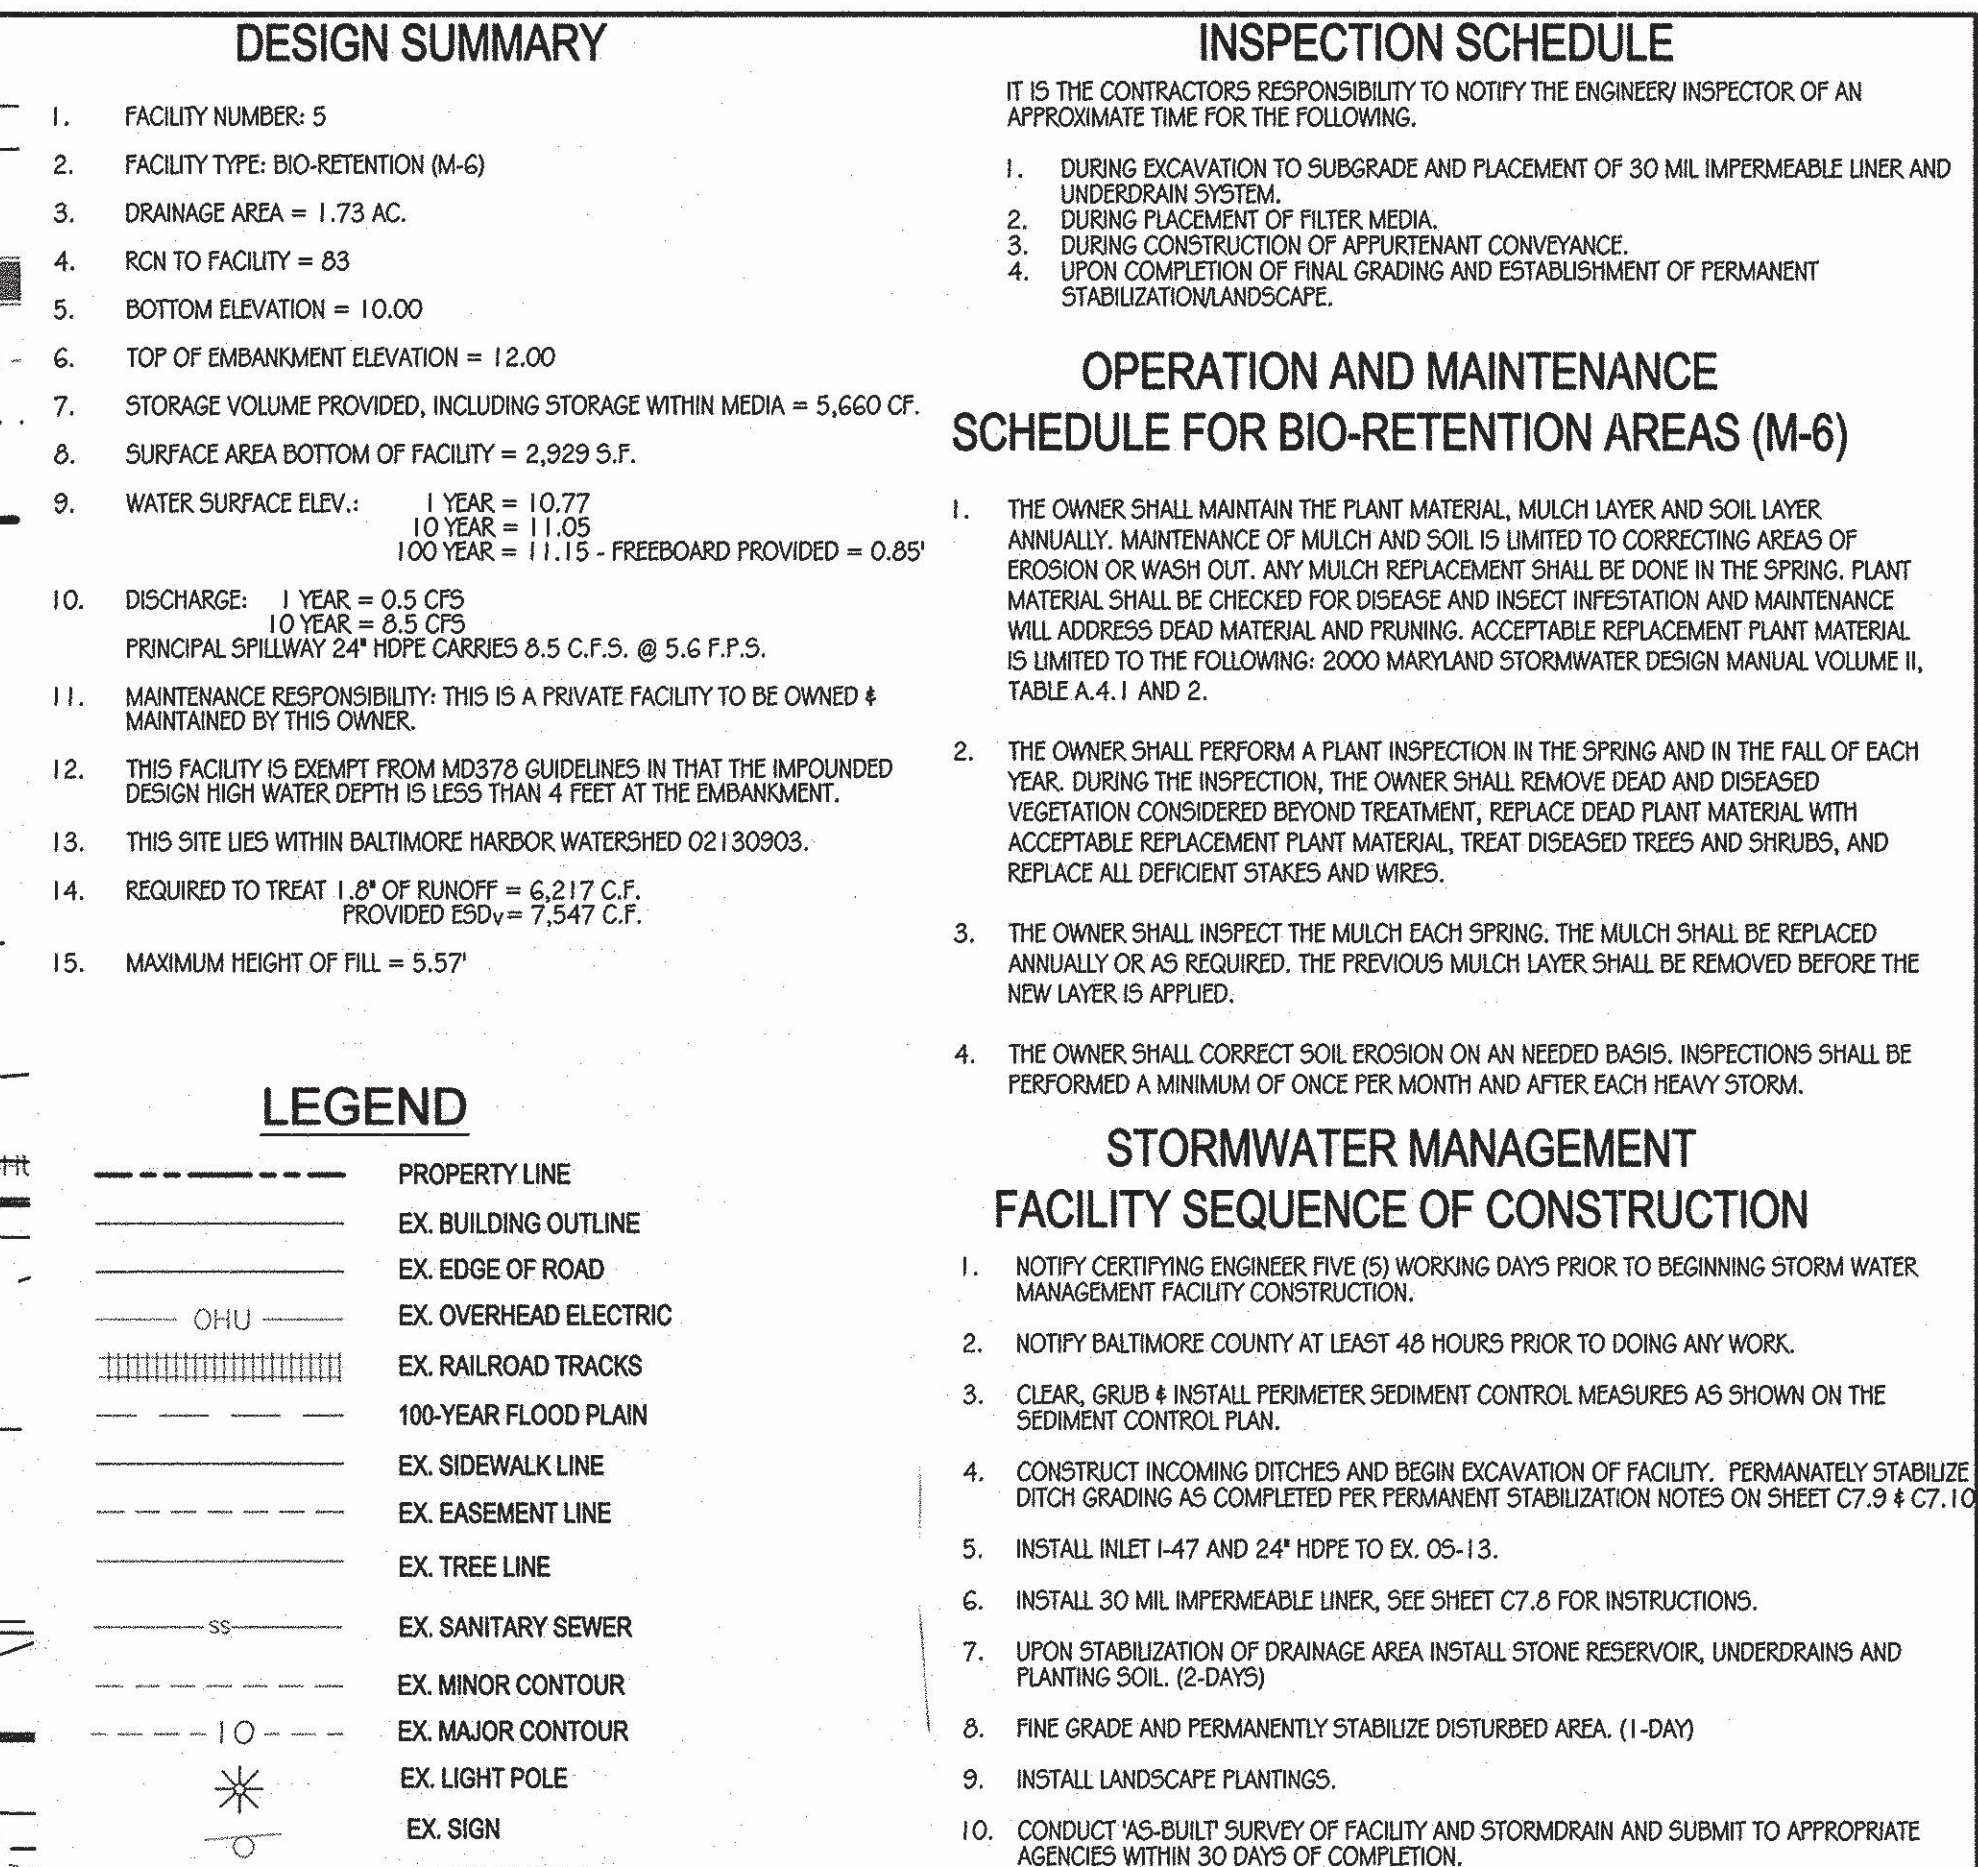 DESIGN SUMMARY
1. FACILITY NUMBER: 5
2. FACILITY TYPE: BIO-RETENTION (M-6)
3. DRAINAGE AREA = 1.73 AC.
4. RCN TO FACILITY = 83
5. BOTTOM ELEVATION = 10.00
6. TOP OF EMBANKMENT ELEVATION = 12.00
7. STORAGE VOLUME PROVIDED, INCLUDING STORAGE WITHIN MEDIA = 5,660 CF.
8. SURFACE AREA BOTTOM OF FACILITY = 2,929 S.F.
9. WATER SURFACE ELEV.: 1 YEAR = 10.77
10 YEAR = 11.05
100 YEAR = 11.15 - FREEBOARD PROVIDED = 0.85'
10. DISCHARGE: 1 YEAR = 0.5 CFS
10 YEAR = 8.5 CFS
PRINCIPAL SPILLWAY 24" HDPE CARRIES 8.5 C.F.S. @ 5.6 F.P.S.
11. MAINTENANCE RESPONSIBILITY: THIS IS A PRIVATE FACILITY TO BE OWNED &
MAINTAINED BY THIS OWNER.
12. THIS FACILITY IS EXEMPT FROM MD378 GUIDELINES IN THAT THE IMPOUNDED
DESIGN HIGH WATER DEPTH IS LESS THAN 4 FEET AT THE EMBANKMENT.
13. THIS SITE LIES WITHIN BALTIMORE HARBOR WATERSHED 02130903.
14. REQUIRED TO TREAT 1.8" OF RUNOFF = 6,217 C.F.
PROVIDED ESDv= 7,547 C.F.
15. MAXIMUM HEIGHT OF FILL = 5.57'
LEGEND
PROPERTY LINE
EX. BUILDING OUTLINE
EX. EDGE OF ROAD
OHU EX. OVERHEAD ELECTRIC
EX. RAILROAD TRACKS
100-YEAR FLOOD PLAIN
EX. SIDEWALK LINE
EX. EASEMENT LINE
EX. TREE LINE
SS EX. SANITARY SEWER
EX. MINOR CONTOUR
10 EX. MAJOR CONTOUR
EX. LIGHT POLE
EX. SIGN
INSPECTION SCHEDULE
IT IS THE CONTRACTORS RESPONSIBILITY TO NOTIFY THE ENGINEER/ INSPECTOR OF AN
APPROXIMATE TIME FOR THE FOLLOWING.
1. DURING EXCAVATION TO SUBGRADE AND PLACEMENT OF 30 MIL IMPERMEABLE LINER AND
UNDERDRAIN SYSTEM.
2. DURING PLACEMENT OF FILTER MEDIA.
3. DURING CONSTRUCTION OF APPURTENANT CONVEYANCE.
4. UPON COMPLETION OF FINAL GRADING AND ESTABLISHMENT OF PERMANENT
STABILIZATION/LANDSCAPE.
OPERATION AND MAINTENANCE
SCHEDULE FOR BIO-RETENTION AREAS (M-6)
1. THE OWNER SHALL MAINTAIN THE PLANT MATERIAL, MULCH LAYER AND SOIL LAYER
ANNUALLY. MAINTENANCE OF MULCH AND SOIL IS LIMITED TO CORRECTING AREAS OF
EROSION OR WASH OUT. ANY MULCH REPLACEMENT SHALL BE DONE IN THE SPRING. PLANT
MATERIAL SHALL BE CHECKED FOR DISEASE AND INSECT INFESTATION AND MAINTENANCE
WILL ADDRESS DEAD MATERIAL AND PRUNING. ACCEPTABLE REPLACEMENT PLANT MATERIAL
IS LIMITED TO THE FOLLOWING: 2000 MARYLAND STORMWATER DESIGN MANUAL VOLUME II,
TABLE A.4.1 AND 2.
2. THE OWNER SHALL PERFORM A PLANT INSPECTION IN THE SPRING AND IN THE FALL OF EACH
YEAR. DURING THE INSPECTION, THE OWNER SHALL REMOVE DEAD AND DISEASED
VEGETATION CONSIDERED BEYOND TREATMENT, REPLACE DEAD PLANT MATERIAL WITH
ACCEPTABLE REPLACEMENT PLANT MATERIAL, TREAT DISEASED TREES AND SHRUBS, AND
REPLACE ALL DEFICIENT STAKES AND WIRES.
3. THE OWNER SHALL INSPECT THE MULCH EACH SPRING. THE MULCH SHALL BE REPLACED
ANNUALLY OR AS REQUIRED. THE PREVIOUS MULCH LAYER SHALL BE REMOVED BEFORE THE
NEW LAYER IS APPLIED.
4. THE OWNER SHALL CORRECT SOIL EROSION ON AN NEEDED BASIS. INSPECTIONS SHALL BE
PERFORMED A MINIMUM OF ONCE PER MONTH AND AFTER EACH HEAVY STORM.
STORMWATER MANAGEMENT
FACILITY SEQUENCE OF CONSTRUCTION
1. NOTIFY CERTIFYING ENGINEER FIVE (5) WORKING DAYS PRIOR TO BEGINNING STORM WATER
MANAGEMENT FACILITY CONSTRUCTION.
2. NOTIFY BALTIMORE COUNTY AT LEAST 48 HOURS PRIOR TO DOING ANY WORK.
3. CLEAR, GRUB & INSTALL PERIMETER SEDIMENT CONTROL MEASURES AS SHOWN ON THE
SEDIMENT CONTROL PLAN.
4. CONSTRUCT INCOMING DITCHES AND BEGIN EXCAVATION OF FACILITY. PERMANATELY STABILIZE
DITCH GRADING AS COMPLETED PER PERMANENT STABILIZATION NOTES ON SHEET C7.9 & C7.10
5. INSTALL INLET I-47 AND 24" HDPE TO EX. OS-13.
6. INSTALL 30 MIL IMPERMEABLE LINER, SEE SHEET C7.8 FOR INSTRUCTIONS.
7. UPON STABILIZATION OF DRAINAGE AREA INSTALL STONE RESERVOIR, UNDERDRAINS AND
PLANTING SOIL. (2-DAYS)
8. FINE GRADE AND PERMANENTLY STABILIZE DISTURBED AREA. (1-DAY)
9. INSTALL LANDSCAPE PLANTINGS.
10. CONDUCT 'AS-BUILT' SURVEY OF FACILITY AND STORMDRAIN AND SUBMIT TO APPROPRIATE
AGENCIES WITHIN 30 DAYS OF COMPLETION.